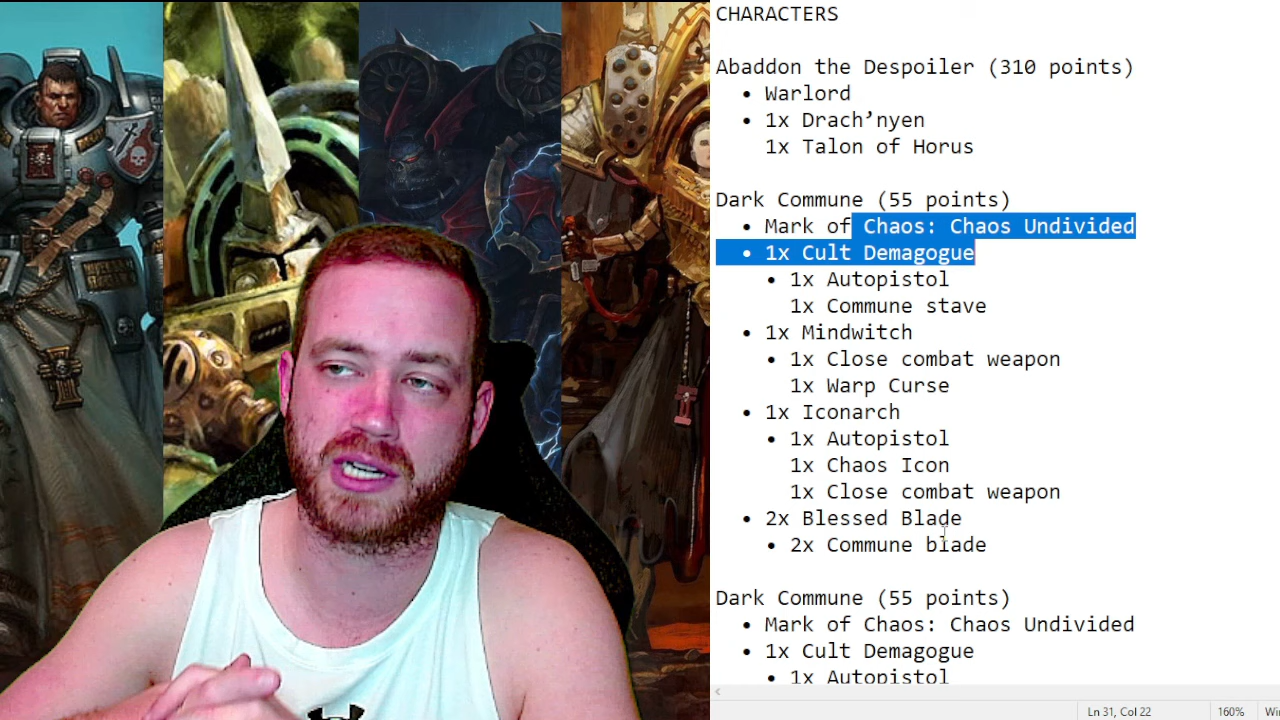 CHARACTERS
Abaddon the Despoiler (310 points)
• Warlord
• 1x Drach’nyen
1x Talon of Horus
Dark Commune (55 points)
• Mark of Chaos: Chaos Undivided
• 1x Cult Demagogue
• 1x Autopistol
1x Commune stave
• 1x Mindwitch
• 1x Close combat weapon
1x Warp Curse
• 1x Iconarch
• 1x Autopistol
1x Chaos Icon
1x Close combat weapon
• 2x Blessed Blade
• 2x Commune blade
Dark Commune (55 points)
• Mark of Chaos: Chaos Undivided
• 1x Cult Demagogue
• 1x Autopistol
Ln 31, Col 22
160%